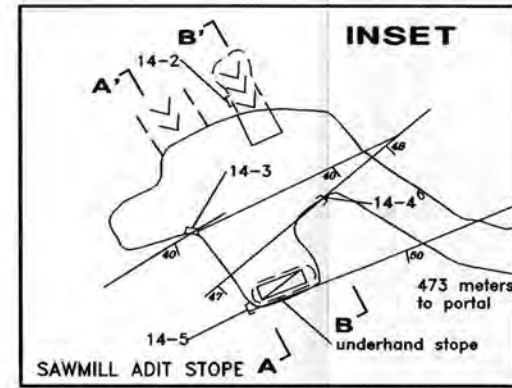 INSET
B'
14-2
A'
14-3
40
48
14-4
6
40
47
50
473 meters
to portal
14-5
B
underhand stope
A
SAWMILL ADIT STOPE